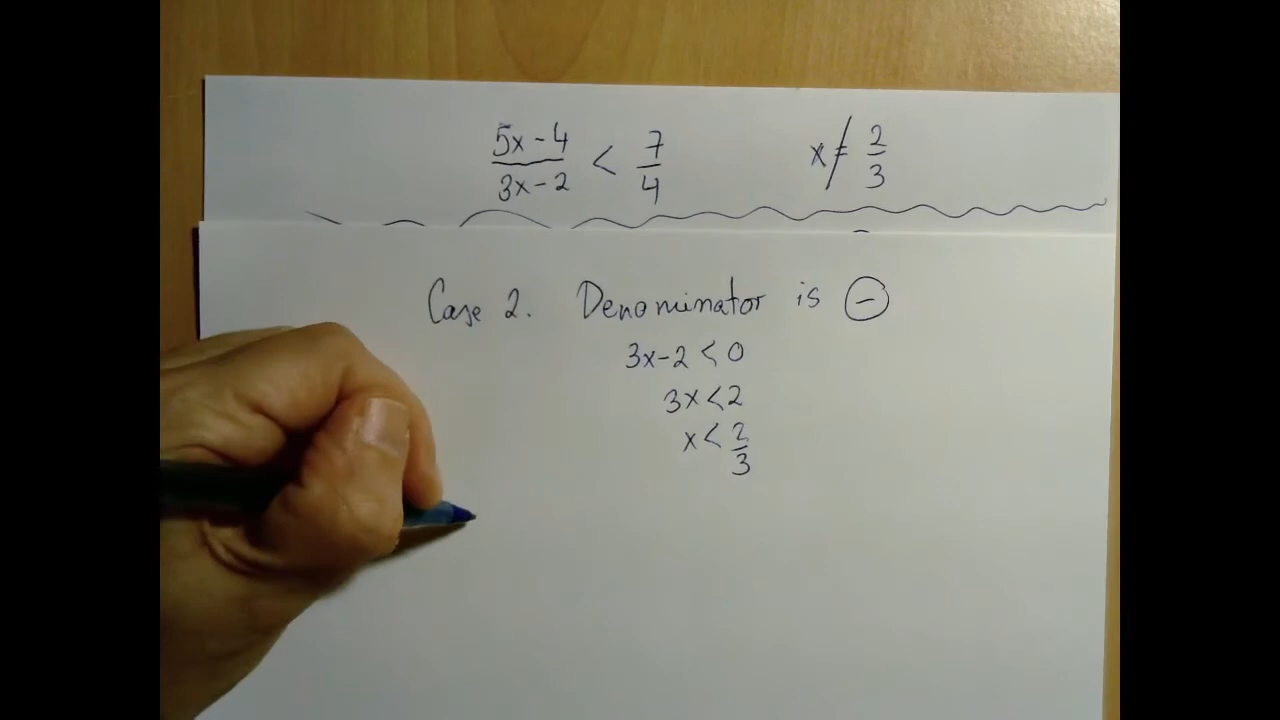 5x-4/3x-2 < 7/4 x ≠ 2/3
Case 2. Denominator is ⊖
3x-2<0
3x<2
x<2/3